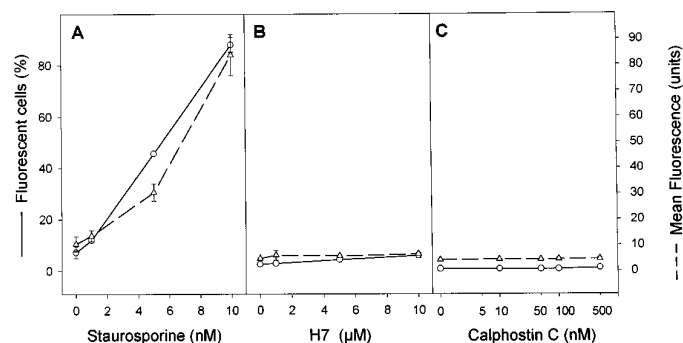 A
B
C
Fluorescent cells (%)
80
60
40
20
0
0 2 4 6 8 10
Staurosporine (nM)
0 2 4 6 8 10
H7 (µM)
0 5 10 50 100 500
Calphostin C (nM)
90
80
70
60
50
40
30
20
10
0
Mean Fluorescence (units)